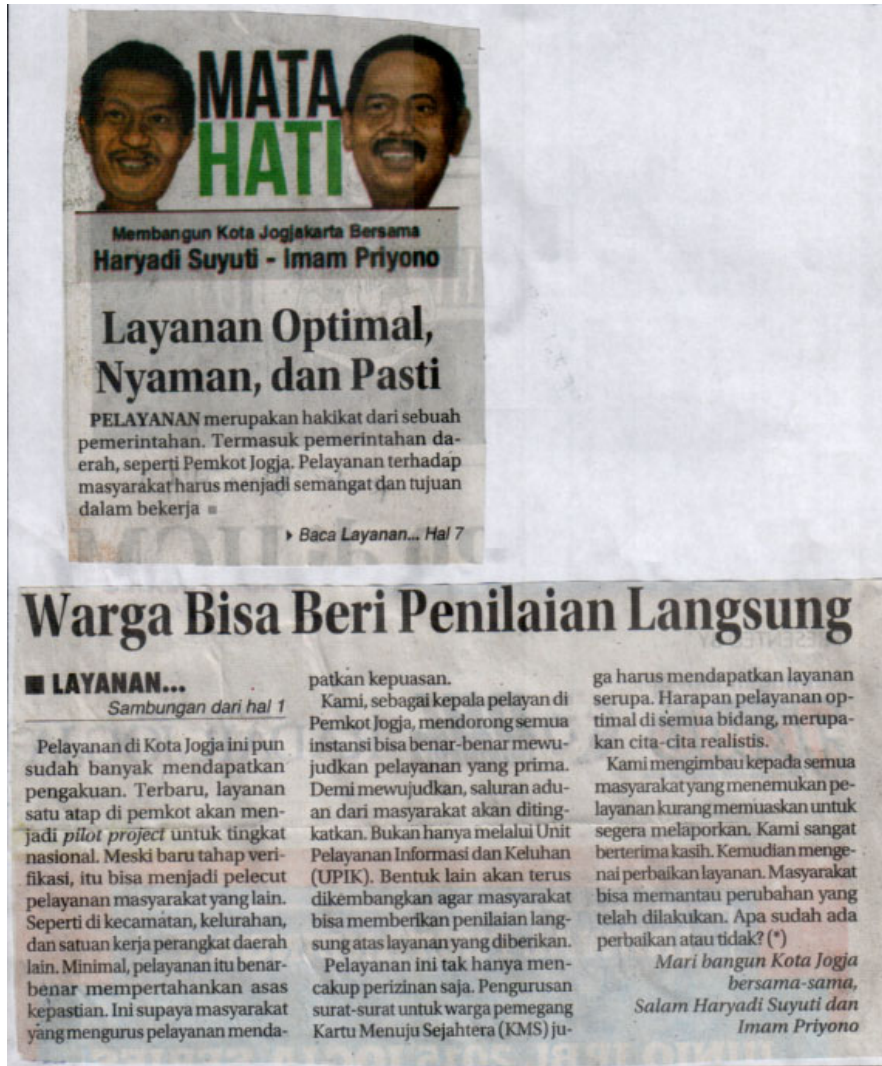 MATA
HATI
Membangun Kota Jogjakarta Bersama
Haryadi Suyuti - Imam Priyono
Layanan Optimal,
Nyaman, dan Pasti
PELAYANAN merupakan hakikat dari sebuah
pemerintahan. Termasuk pemerintahan da-
erah, seperti Pemkot Jogja. Pelayanan terhadap
masyarakat harus menjadi semangat dan tujuan
dalam bekerja
Baca Layanan... Hal 7
Warga Bisa Beri Penilaian Langsung
LAYANAN...
Sambungan dari hal 1
Pelayanan di Kota Jogja ini pun
sudah banyak mendapatkan
pengakuan. Terbaru, layanan
satu atap di pemkot akan men-
jadi pilot project untuk tingkat
nasional. Meski baru tahap veri-
fikasi, itu bisa menjadi pelecut
pelayanan masyarakat yang lain.
Seperti di kecamatan, kelurahan,
dan satuan kerja perangkat daerah
lain. Minimal, pelayanan itu benar-
benar mempertahankan asas
kepastian. Ini supaya masyarakat
yang mengurus pelayanan menda-
patkan kepuasan.
Kami, sebagai kepala pelayan di
Pemkot Jogja, mendorong semua
instansi bisa benar-benar mewu-
judkan pelayanan yang prima.
Demi mewujudkan, saluran adu-
an dari masyarakat akan diting-
katkan. Bukan hanya melalui Unit
Pelayanan Informasi dan Keluhan
(UPIK). Bentuk lain akan terus
dikembangkan agar masyarakat
bisa memberikan penilaian lang-
sung atas layanan yang diberikan.
Pelayanan ini tak hanya men-
cakup perizinan saja. Pengurusan
surat-surat untuk warga pemegang
Kartu Menuju Sejahtera (KMS) ju-
ga harus mendapatkan layanan
serupa. Harapan pelayanan op-
timal di semua bidang, merupa-
kan cita-cita realistis.
Kami mengimbau kepada semua
masyarakat yang menemukan pe-
layanan kurang memuaskan untuk
segera melaporkan. Kami sangat
berterima kasih. Kemudian menge-
nai perbaikan layanan. Masyarakat
bisa memantau perubahan yang
telah dilakukan. Apa sudah ada
perbaikan atau tidak? (*)
Mari bangun Kota Jogja
bersama-sama,
Salam Haryadi Suyuti dan
Imam Priyono